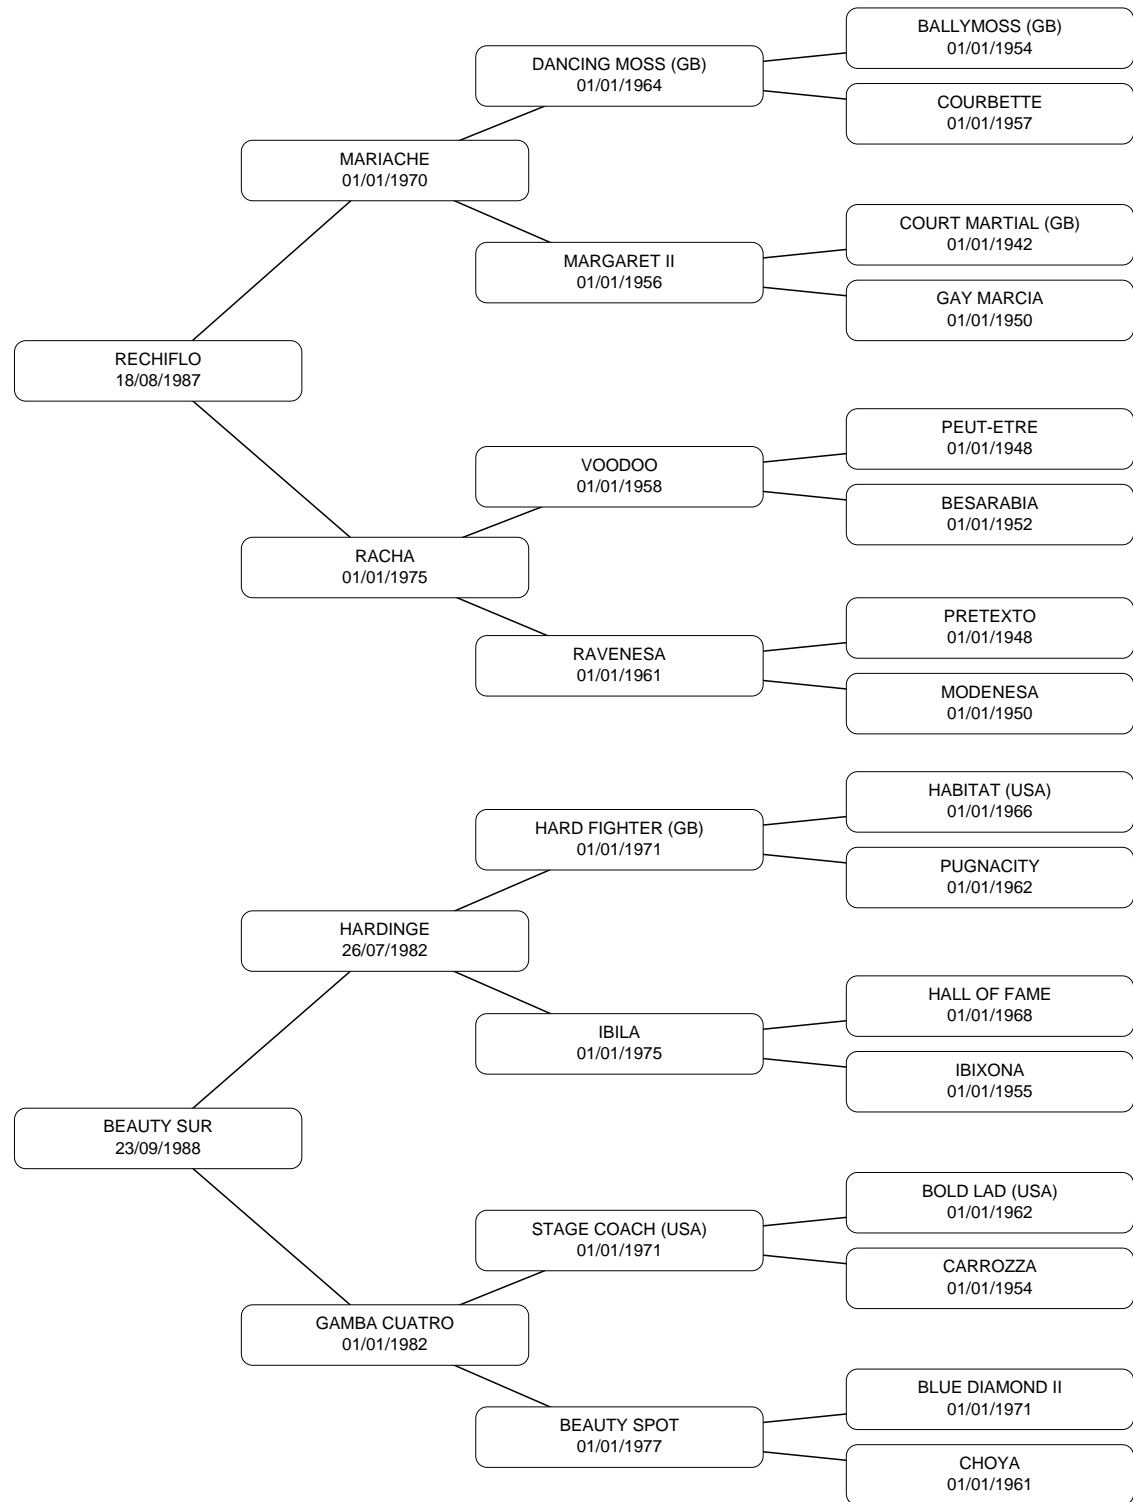 BALLYMOSS (GB)
01/01/1954
DANCING MOSS (GB)
01/01/1964
COURBETTE
01/01/1957
MARIACHE
01/01/1970
COURT MARTIAL (GB)
01/01/1942
MARGARET II
01/01/1956
GAY MARCIA
01/01/1950
RECHIFLO
18/08/1987
PEUT-ETRE
01/01/1948
VOODOO
01/01/1958
BESARABIA
01/01/1952
RACHA
01/01/1975
PRETEXTO
01/01/1948
RAVENESA
01/01/1961
MODENESA
01/01/1950
HABITAT (USA)
01/01/1966
HARD FIGHTER (GB)
01/01/1971
PUGNACITY
01/01/1962
HARDINGE
26/07/1982
HALL OF FAME
01/01/1968
IBILA
01/01/1975
IBIXONA
01/01/1955
BEAUTY SUR
23/09/1988
BOLD LAD (USA)
01/01/1962
STAGE COACH (USA)
01/01/1971
CARROZZA
01/01/1954
GAMBA CUATRO
01/01/1982
BLUE DIAMOND II
01/01/1971
BEAUTY SPOT
01/01/1977
CHOYA
01/01/1961